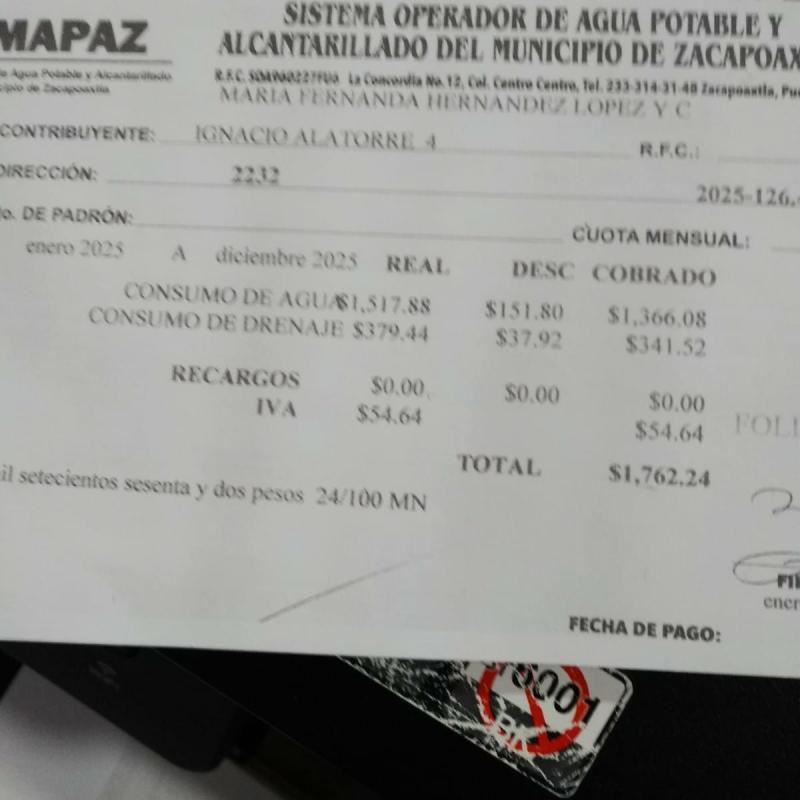 MAPAZ
SISTEMA OPERADOR DE AGUA POTABLE Y
ALCANTARILLADO DEL MUNICIPIO DE ZACAPOAX
e Agua Potable y Alcantarillado
cipio de Zacapoaxtla
R.F.C. SOA960227FU0 La Concordia No.12, Col. Centro Centro, Tel. 233-314-31-48 Zacapoaxtla, Pue
MARIA FERNANDA HERNANDEZ LOPEZ Y C
CONTRIBUYENTE: IGNACIO ALATORRE 4 R.F.C.:
DIRECCIÓN: 2232 2025-126.
No. DE PADRÓN: CUOTA MENSUAL:
enero 2025 A diciembre 2025 REAL DESC COBRADO
CONSUMO DE AGUA $1,517.88 $151.80 $1,366.08
CONSUMO DE DRENAJE $379.44 $37.92 $341.52
RECARGOS $0.00 $0.00 $0.00
IVA $54.64 $54.64 FOLI
TOTAL $1,762.24
il setecientos sesenta y dos pesos 24/100 MN
FI
ener
FECHA DE PAGO:
6001